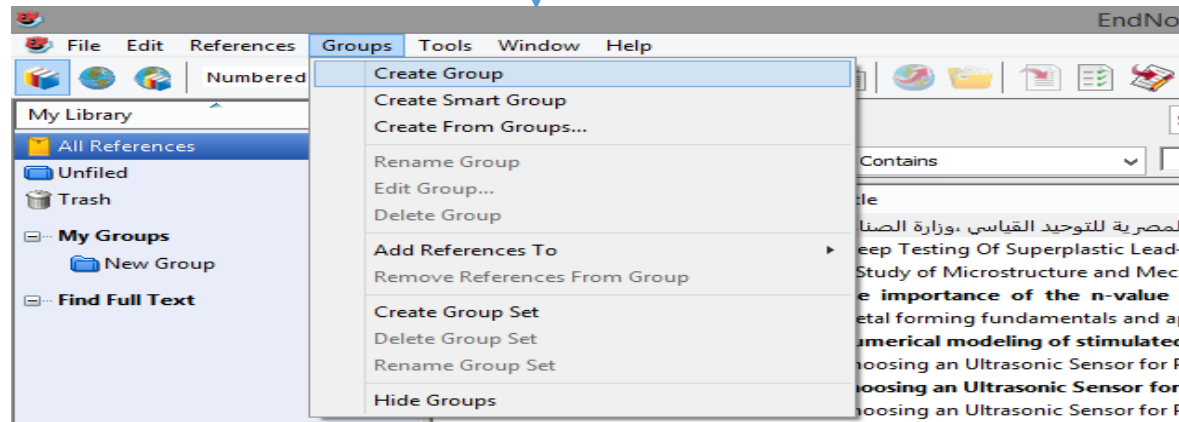 EndNo
File Edit References Groups Tools Window Help
Numbered
My Library
All References
Unfiled
Trash
My Groups
New Group
Find Full Text
Create Group
Create Smart Group
Create From Groups...
Rename Group
Edit Group...
Delete Group
Add References To
Remove References From Group
Create Group Set
Delete Group Set
Rename Group Set
Hide Groups
Contains
tle
لمصرية للتوحيد القياسي ،وزارة الصنا
eep Testing Of Superplastic Lead-
Study of Microstructure and Mec
e importance of the n-value
etal forming fundamentals and a
umerical modeling of stimulated
hoosing an Ultrasonic Sensor for P
hoosing an Ultrasonic Sensor for
hoosing an Ultrasonic Sensor for P